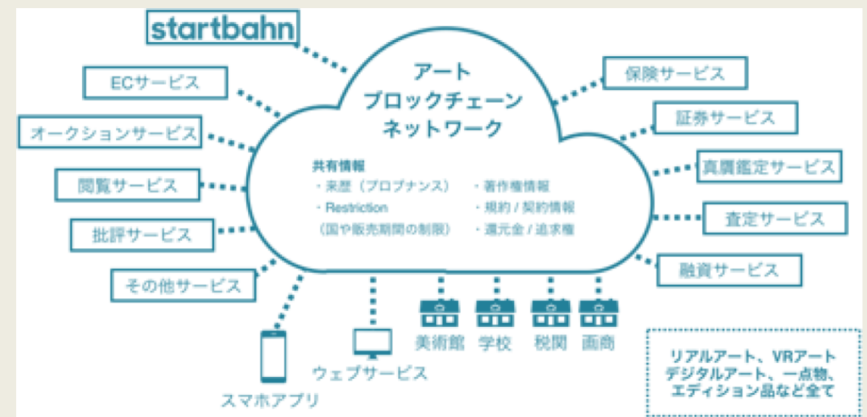 startbahn
ECサービス
オークションサービス
閲覧サービス
批評サービス
その他サービス
アート
ブロックチェーン
ネットワーク
共有情報
・来歴（プロブナンス）
・Restriction
（国や販売期間の制限）
・著作権情報
・規約 / 契約情報
・還元金 / 追求権
保険サービス
証券サービス
真贋鑑定サービス
査定サービス
融資サービス
スマホアプリ
ウェブサービス
美術館
学校
税関
画商
リアルアート、VRアート
デジタルアート、一点物、
エディション品など全て